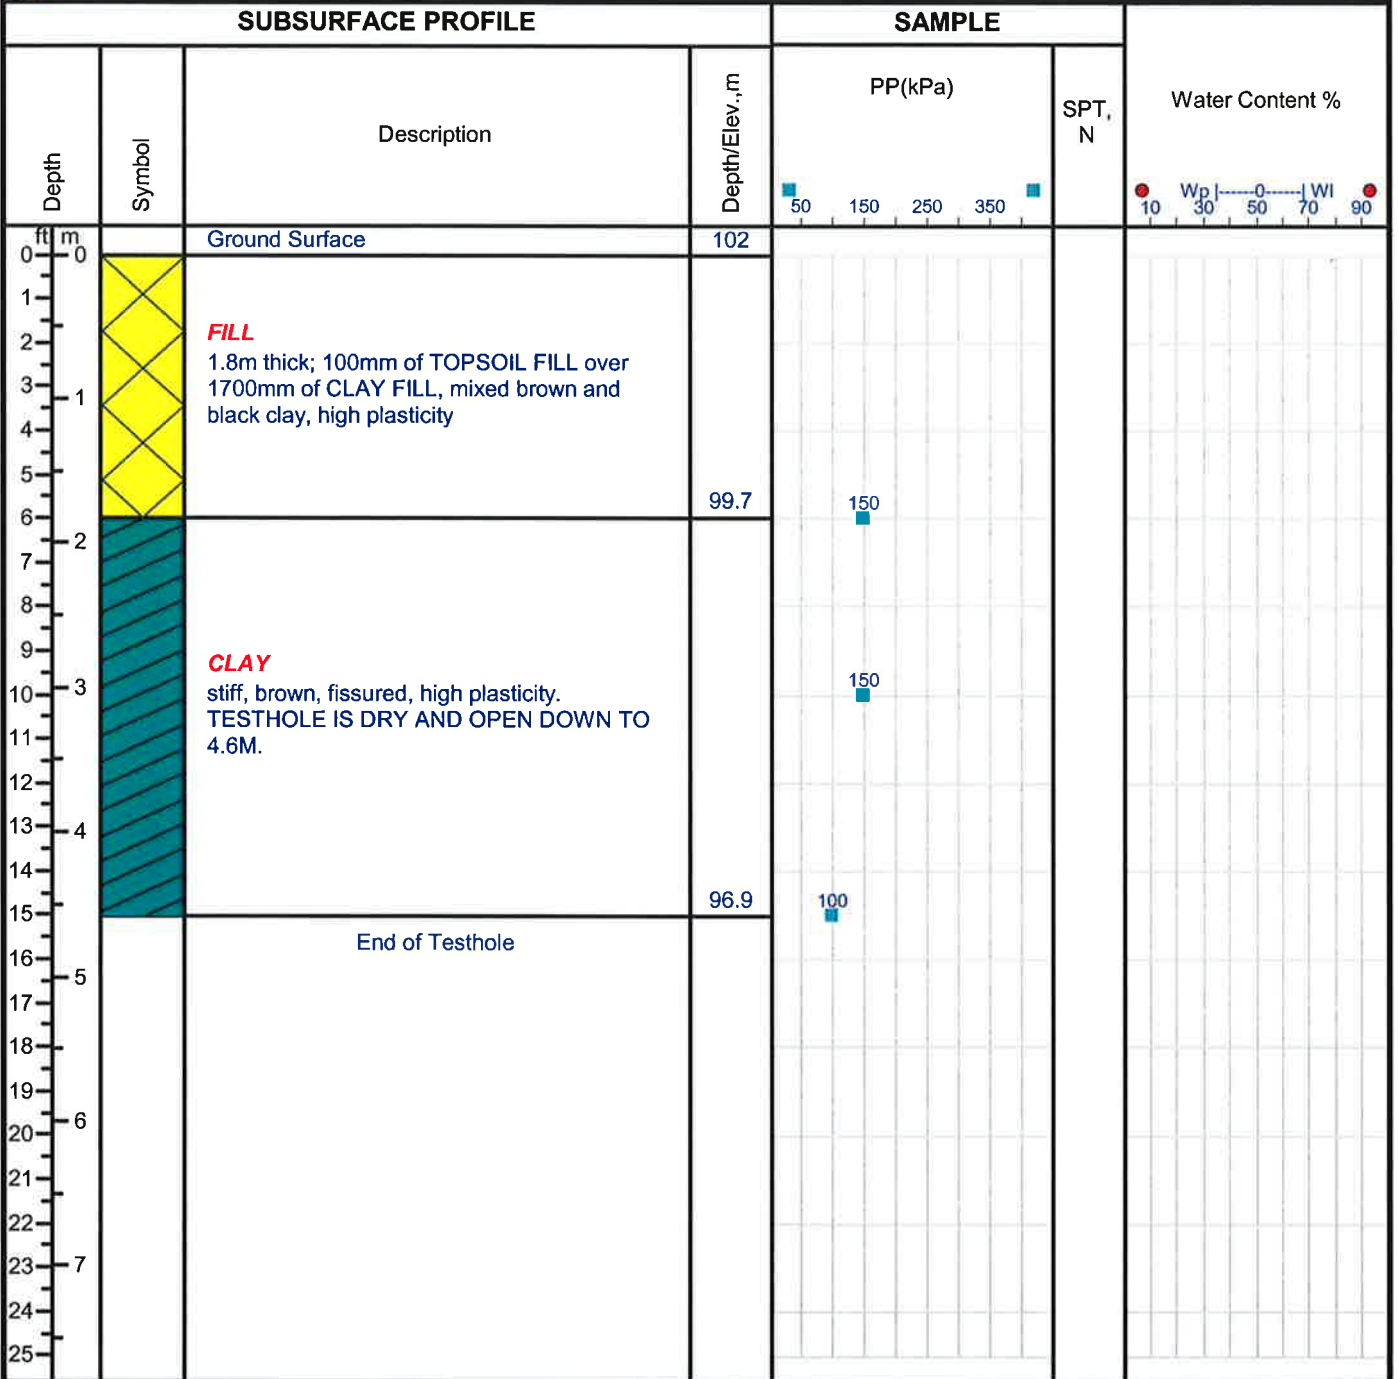 SUBSURFACE PROFILE
SAMPLE
Depth
Symbol
Description
Depth/Elev.,m
PP(kPa)
50 150 250 350
SPT,
N
Water Content %
Wp |------0------| Wl
10 30 50 70 90
ft m
Ground Surface
102
0 0
1
2
3
1
4
5
6
2
7
8
9
10
3
11
12
13
4
14
15
16
5
17
18
19
6
20
21
22
23
7
24
25
FILL
1.8m thick; 100mm of TOPSOIL FILL over
1700mm of CLAY FILL, mixed brown and
black clay, high plasticity
99.7
150
CLAY
stiff, brown, fissured, high plasticity.
TESTHOLE IS DRY AND OPEN DOWN TO
4.6M.
150
96.9
100
End of Testhole